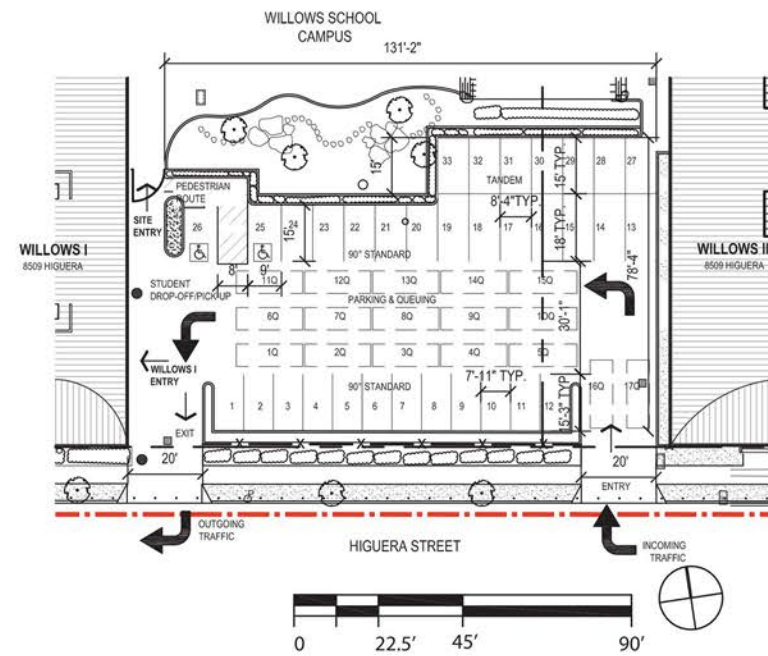 WILLOWS SCHOOL
CAMPUS
131'-2"
33 32 31 30 29 28 27
15'
15' TYP.
TANDEM
PEDESTRIAN
ROUTE
8'-4"TYP.
SITE
ENTRY
26 25 24 23 22 21 20 19 18 17 16 15 14 13
15'
18' TYP.
78'-4"
WILLOWS I
8509 HIGUERA
WILLOWS II
8509 HIGUERA
90° STANDARD
8' 9'
STUDENT
DROP-OFF/PICK-UP
11Q 12Q 13Q 14Q 15Q
PARKING & QUEUING
6Q 7Q 8Q 9Q 10Q
30'-1"
1Q 2Q 3Q 4Q 5Q
WILLOWS I
ENTRY
90° STANDARD
7'-11" TYP.
16Q 17Q
1 2 3 4 5 6 7 8 9 10 11 12
15'-3" TYP.
EXIT
20'
20'
ENTRY
OUTGOING
TRAFFIC
HIGUERA STREET
INCOMING
TRAFFIC
0 22.5' 45' 90'